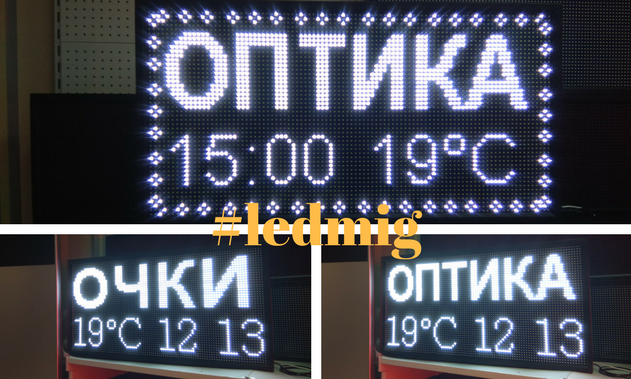 ОПТИКА
15:00 19°C
#ledmig
ОЧКИ
19°C 12 13
ОПТИКА
19°C 12 13